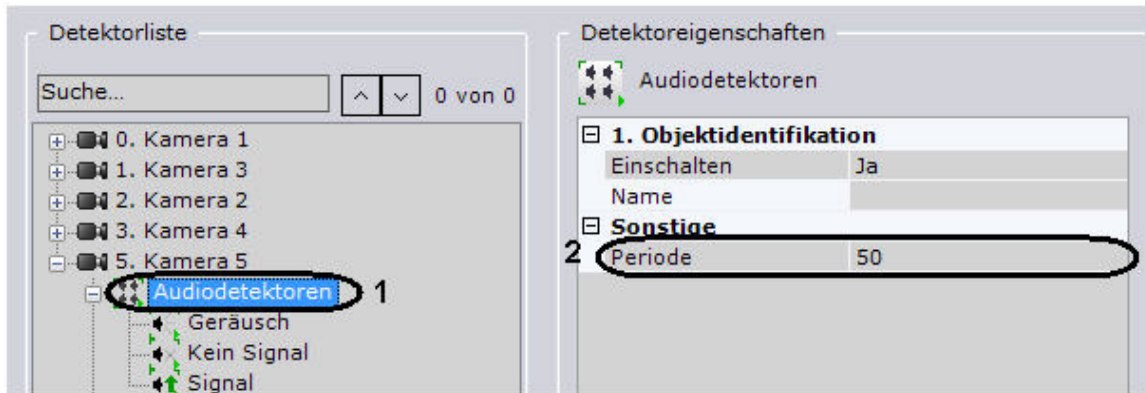 Detektorliste
Suche...
0 von 0
0. Kamera 1
1. Kamera 3
2. Kamera 2
3. Kamera 4
5. Kamera 5
Audiodetektoren 1
Geräusch
Kein Signal
Signal
Detektoreigenschaften
Audiodetektoren
1. Objektidentifikation
Einschalten Ja
Name
Sonstige
2 Periode 50